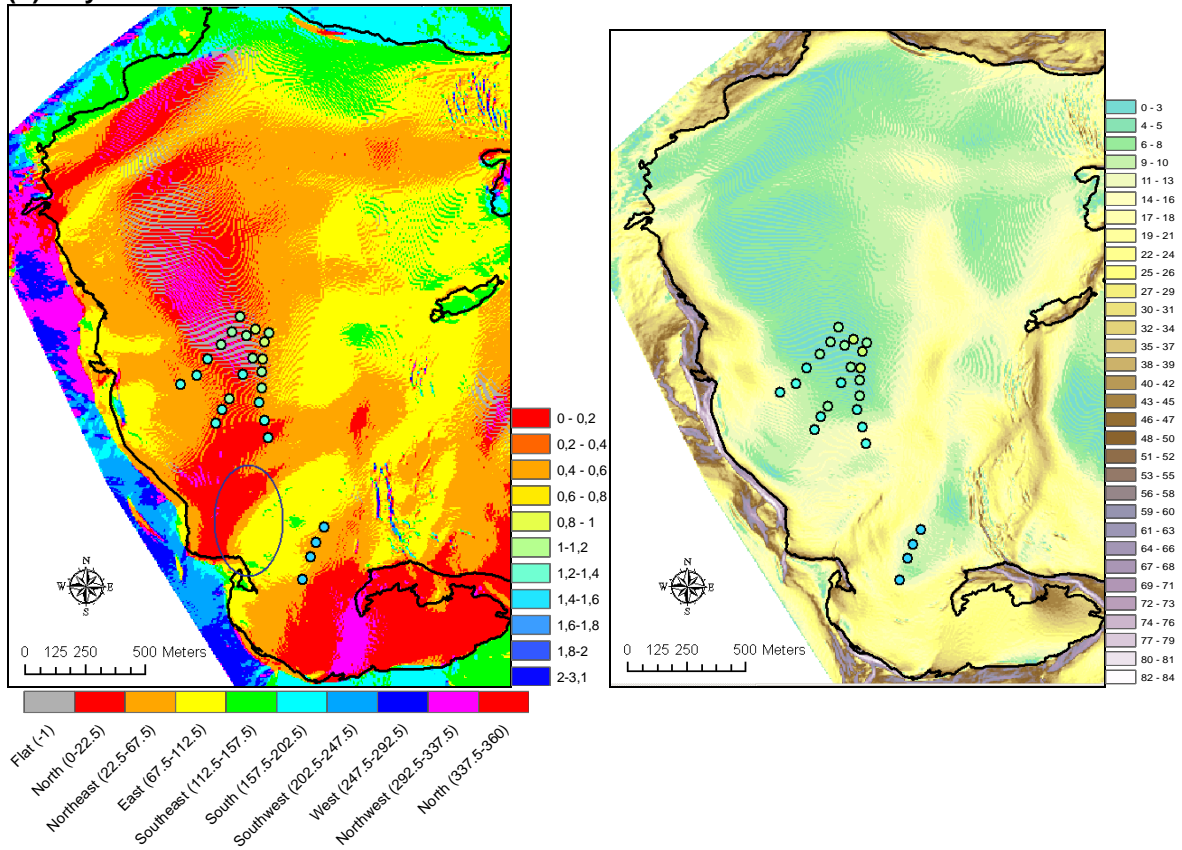 N
W E
S
0 125 250 500 Meters
0 - 0,2
0,2 - 0,4
0,4 - 0,6
0,6 - 0,8
0,8 - 1
1-1,2
1,2-1,4
1,4-1,6
1,6-1,8
1,8-2
2-3,1
Flat (-1)
North (0-22.5)
Northeast (22.5-67.5)
East (67.5-112.5)
Southeast (112.5-157.5)
South (157.5-202.5)
Southwest (202.5-247.5)
West (247.5-292.5)
Northwest (292.5-337.5)
North (337.5-360)
N
W E
S
0 125 250 500 Meters
0 - 3
4 - 5
6 - 8
9 - 10
11 - 13
14 - 16
17 - 18
19 - 21
22 - 24
25 - 26
27 - 29
30 - 31
32 - 34
35 - 37
38 - 39
40 - 42
43 - 45
46 - 47
48 - 50
51 - 52
53 - 55
56 - 58
59 - 60
61 - 63
64 - 66
67 - 68
69 - 71
72 - 73
74 - 76
77 - 79
80 - 81
82 - 84